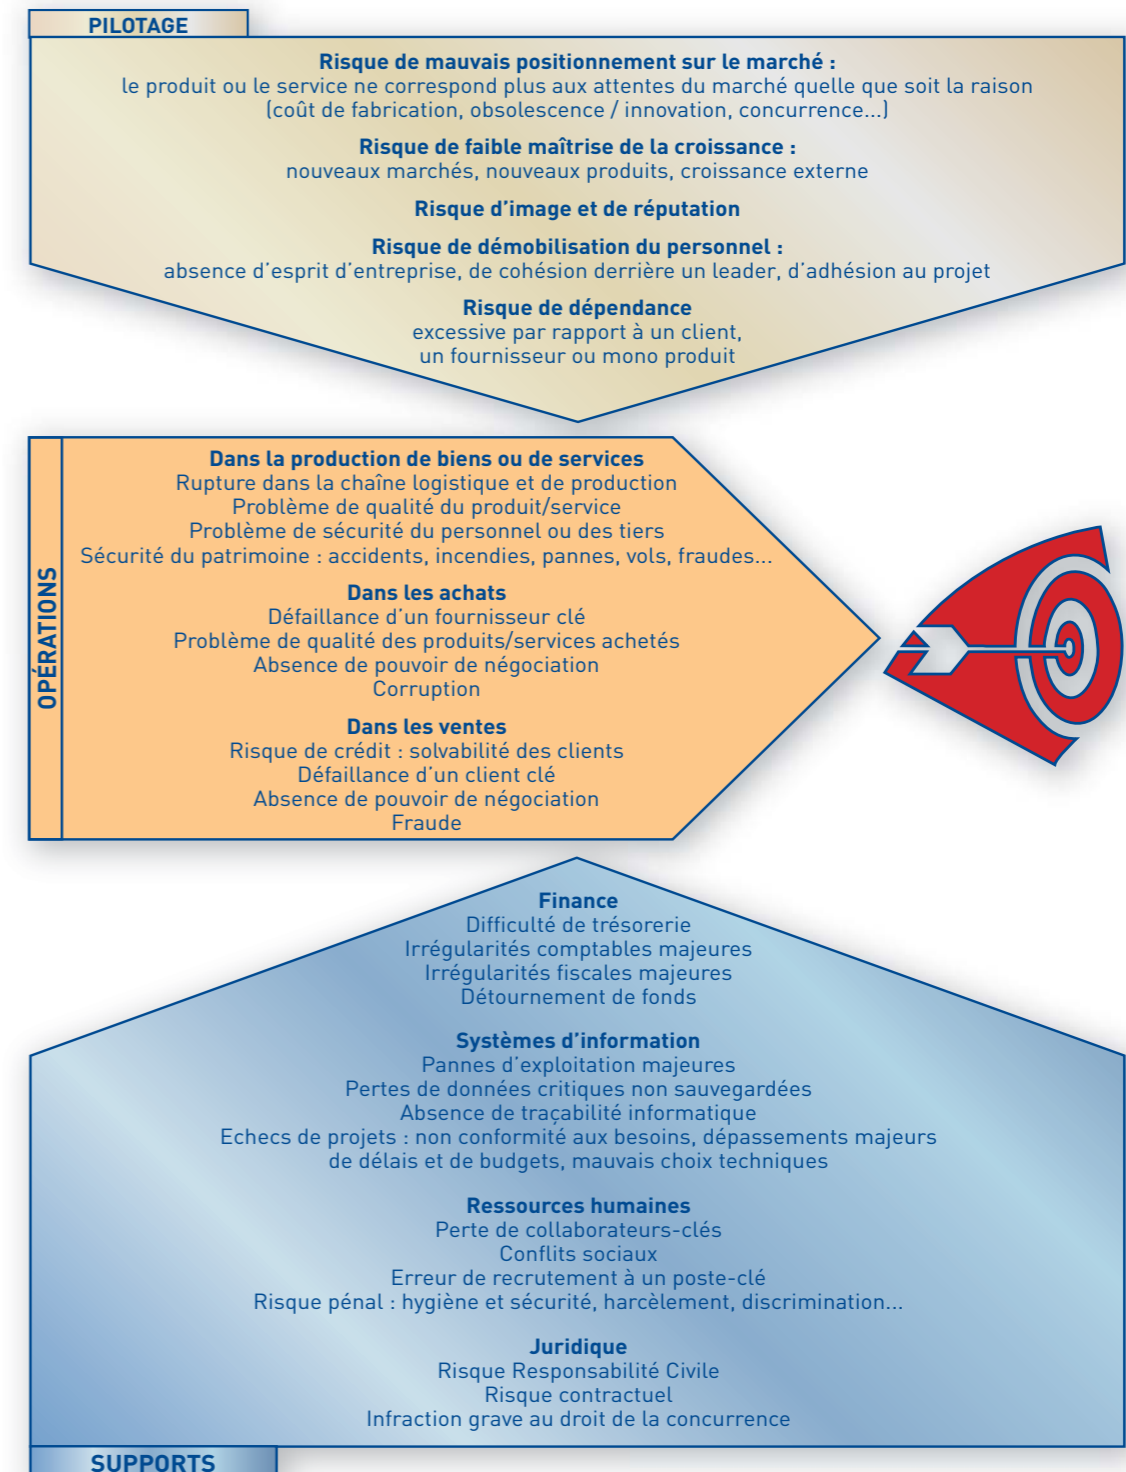 PILOTAGE
Risque de mauvais positionnement sur le marché :
le produit ou le service ne correspond plus aux attentes du marché quelle que soit la raison
(coût de fabrication, obsolescence / innovation, concurrence...)
Risque de faible maîtrise de la croissance :
nouveaux marchés, nouveaux produits, croissance externe
Risque d'image et de réputation
Risque de démobilisation du personnel :
absence d'esprit d'entreprise, de cohésion derrière un leader, d'adhésion au projet
Risque de dépendance
excessive par rapport à un client,
un fournisseur ou mono produit
OPÉRATIONS
Dans la production de biens ou de services
Rupture dans la chaîne logistique et de production
Problème de qualité du produit/service
Problème de sécurité du personnel ou des tiers
Sécurité du patrimoine : accidents, incendies, pannes, vols, fraudes...
Dans les achats
Défaillance d'un fournisseur clé
Problème de qualité des produits/services achetés
Absence de pouvoir de négociation
Corruption
Dans les ventes
Risque de crédit : solvabilité des clients
Défaillance d'un client clé
Absence de pouvoir de négociation
Fraude
Finance
Difficulté de trésorerie
Irrégularités comptables majeures
Irrégularités fiscales majeures
Détournement de fonds
Systèmes d'information
Pannes d'exploitation majeures
Pertes de données critiques non sauvegardées
Absence de traçabilité informatique
Echecs de projets : non conformité aux besoins, dépassements majeurs
de délais et de budgets, mauvais choix techniques
Ressources humaines
Perte de collaborateurs-clés
Conflits sociaux
Erreur de recrutement à un poste-clé
Risque pénal : hygiène et sécurité, harcèlement, discrimination...
Juridique
Risque Responsabilité Civile
Risque contractuel
Infraction grave au droit de la concurrence
SUPPORTS